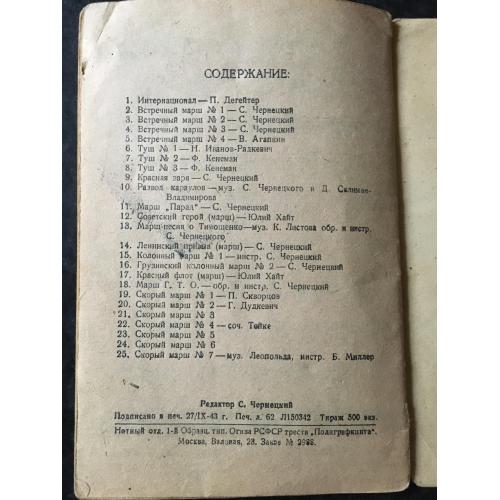 СОДЕРЖАНИЕ:
1. Интернационал — П. Дегейтер
2. Встречный марш № 1 — С. Чернецкий
3. Встречный марш № 2 — С. Чернецкий
4. Встречный марш № 3 — С. Чернецкий
5. Встречный марш № 4 — В. Агапкин
6. Туш № 1 — Н. Иванов-Радкевич
7. Туш № 2 — Ф. Кенеман
8. Туш № 3 — Ф. Кенеман
9. Красная заря — С. Чернецкий
10. Развод караулов — муз. С. Чернецкого и Д. Салиман-
Владимирова
11. Марш „Парад“ — С. Чернецкий
12. Советский герой (марш) — Юлий Хайт
13. Марш-песня о Тимошенко — муз. К. Листова обр. и инстр.
С. Чернецкого
14. Ленинский призыв (марш) — С. Чернецкий
15. Колонный марш № 1 — инстр. С. Чернецкий
16. Грузинский колонный марш № 2 — С. Чернецкий
17. Красный флот (марш) — Юлий Хайт
18. Марш Г. Т. О. — обр. и инстр. С. Чернецкий
19. Скорый марш № 1 — П. Скворцов
20. Скорый марш № 2 — Г. Дудкевич
21. Скорый марш № 3
22. Скорый марш № 4 — соч. Тейке
23. Скорый марш № 5
24. Скорый марш № 6
25. Скорый марш № 7 — муз. Леопольда, инстр. Б. Миллер
Редактор С. Чернецкий
Подписано в печ. 27/IX-43 г. Печ. л. 62. Л150342 Тираж 500 экз.
Нотный отд. 1-й Образц. тип. Огиза РСФСР треста „Полиграфкнига“.
Москва, Валовая, 28. Заказ № 2988.